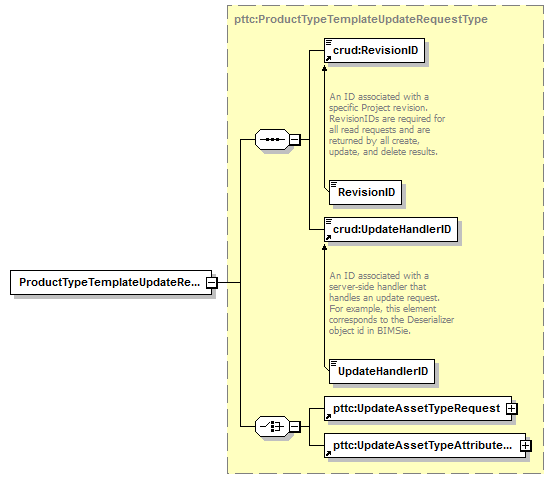 pttc:ProductTypeTemplateUpdateRequestType
crud:RevisionID
An ID associated with a
specific Project revision.
RevisionIDs are required for
all read requests and are
returned by all create,
update, and delete results.
RevisionID
crud:UpdateHandlerID
ProductTypeTemplateUpdateRe...
An ID associated with a
server-side handler that
handles an update request.
For example, this element
corresponds to the Deserializer
object id in BIMSie.
UpdateHandlerID
pttc:UpdateAssetTypeRequest
pttc:UpdateAssetTypeAttribute...